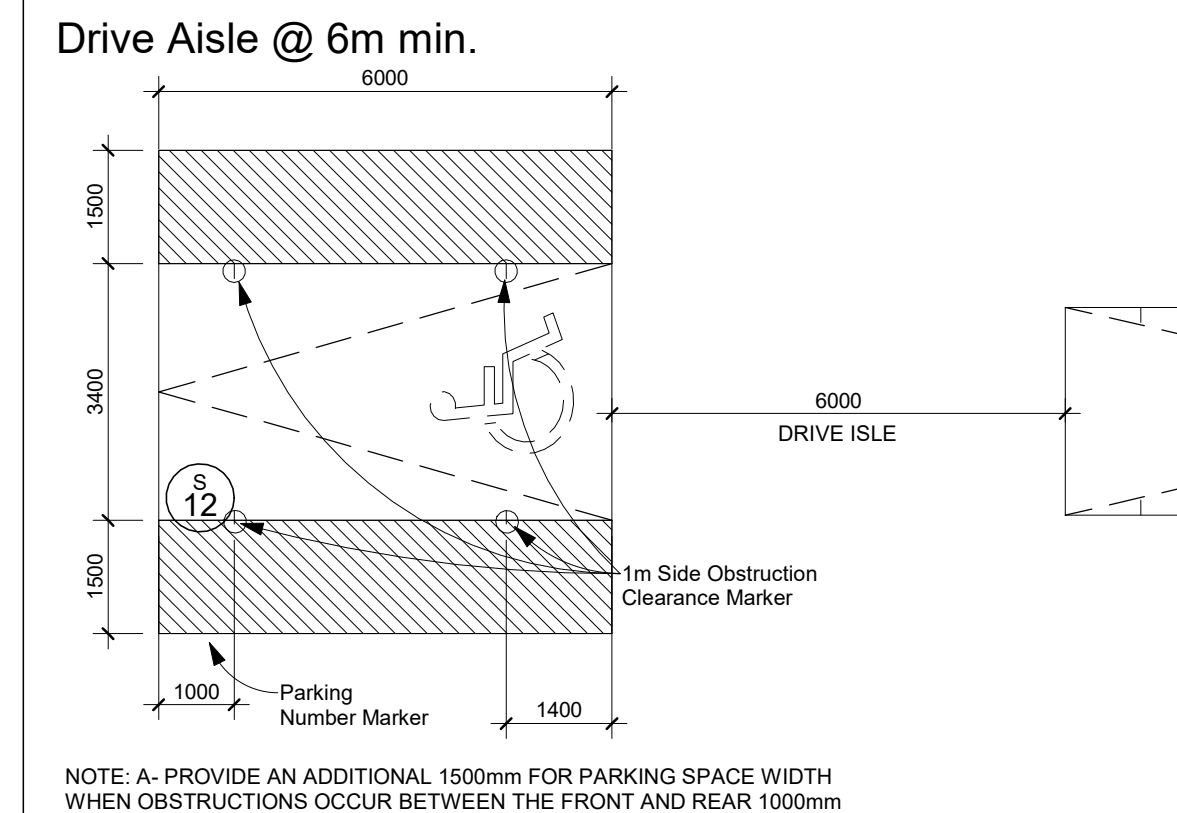 Drive Aisle @ 6m min.
6000
1500
3400
6000
DRIVE ISLE
S
12
1500
1m Side Obstruction
Clearance Marker
1000
Parking
Number Marker
1400
NOTE: A- PROVIDE AN ADDITIONAL 1500mm FOR PARKING SPACE WIDTH
WHEN OBSTRUCTIONS OCCUR BETWEEN THE FRONT AND REAR 1000mm